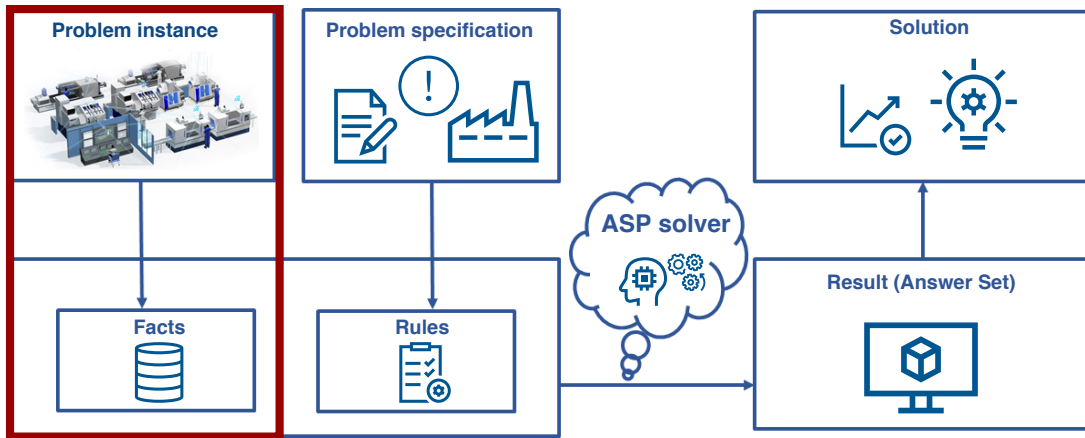 Problem instance
Problem specification
Solution
ASP solver
Facts
Rules
Result (Answer Set)